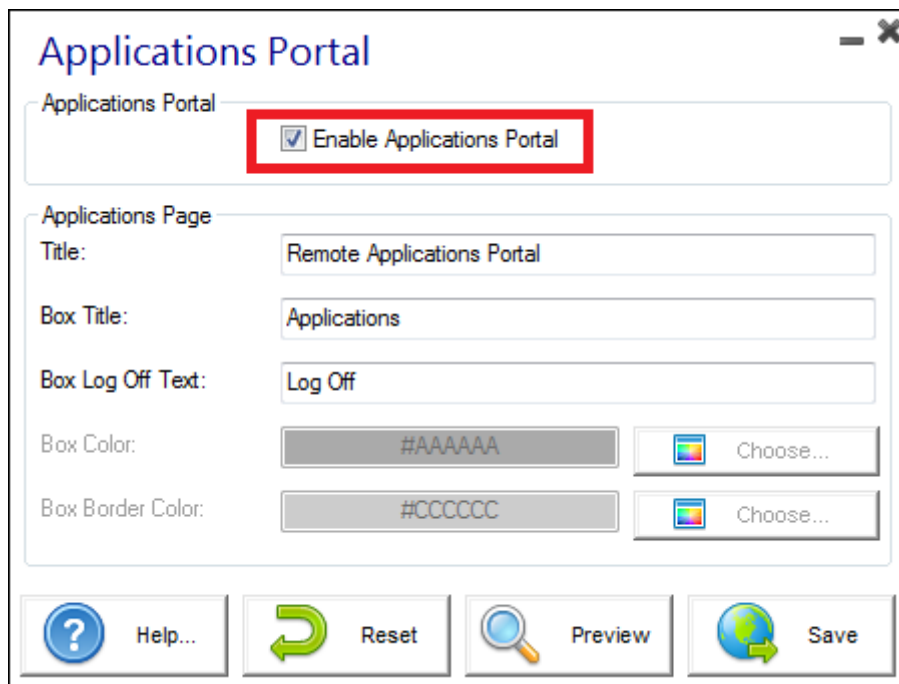 Applications Portal
Applications Portal
Enable Applications Portal
Applications Page
Title: Remote Applications Portal
Box Title: Applications
Box Log Off Text: Log Off
Box Color: #AAAAAA Choose...
Box Border Color: #CCCCCC Choose...
Help... Reset Preview Save